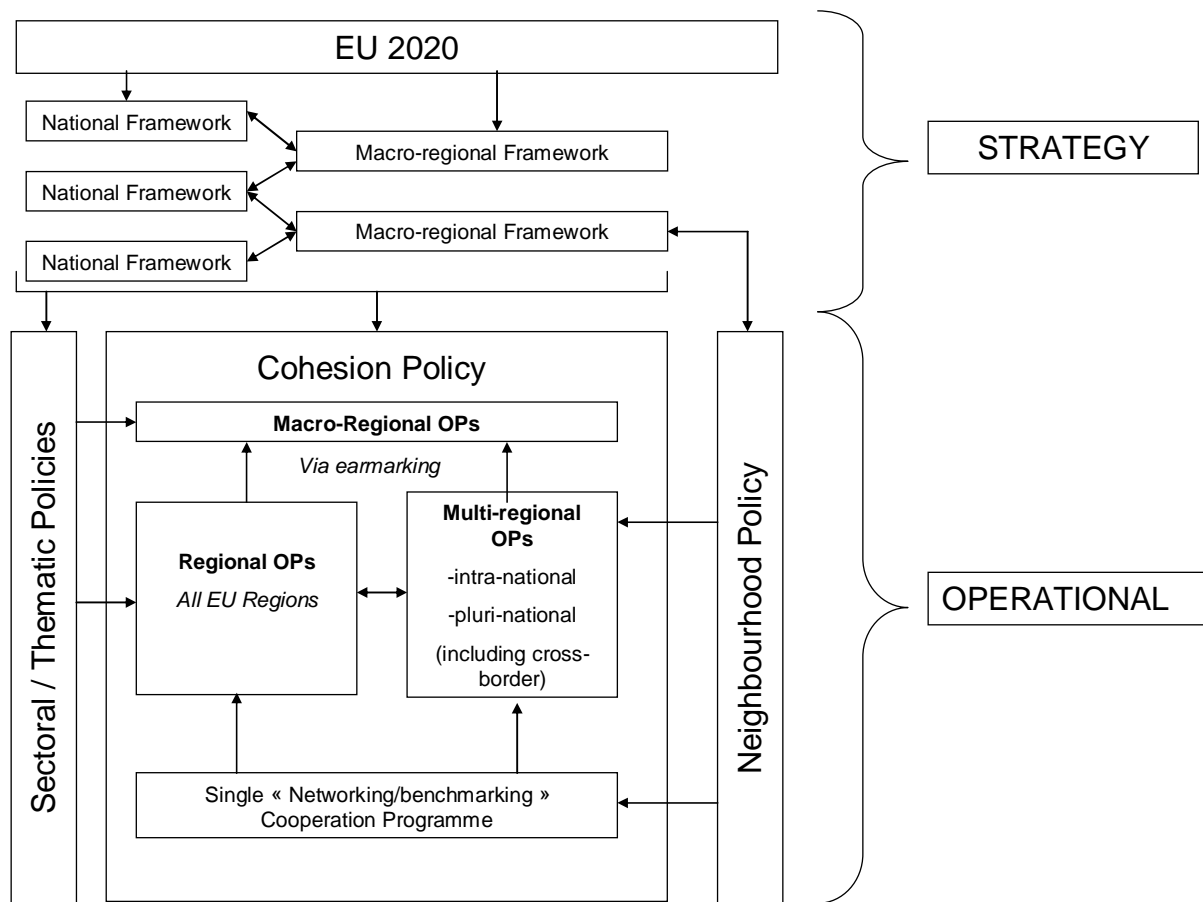 EU 2020
National Framework
Macro-regional Framework
STRATEGY
National Framework
Macro-regional Framework
National Framework
Sectoral / Thematic Policies
Cohesion Policy
Macro-Regional OPs
Via earmarking
Regional OPs
All EU Regions
Multi-regional
OPs
-intra-national
-pluri-national
(including cross-
border)
Single « Networking/benchmarking »
Cooperation Programme
Neighbourhood Policy
OPERATIONAL